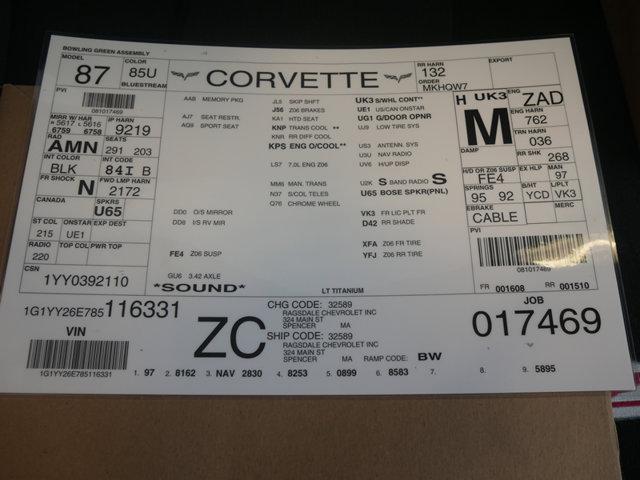 BOWLING GREEN ASSEMBLY
MODEL 87
COLOR 85U
BLUESTREAM
CORVETTE
RR HARN 132
ORDER MKHQW7
EXPORT
PVI
081017469
MIRR W/ HAR
= 5617 L 5616
6759 6758
IP HARN 9219
RAD AMN
SEATS 291 203
INT COLOR BLK
INT CODE 84I B
FR SHOCK N
FWD LMP HARN 2172
CANADA
SPKRS U65
ST COL 215
ONSTAR UE1
EXP DEST
RADIO 220
TOP COL
PWR TOP
CSN
1YY0392110
AAB MEMORY PKG
AJ7 SEAT RESTR.
AQ9 SPORT SEAT
DD0 O/S MIRROR
DD8 I/S RV MIR
FE4 Z06 SUSP
GU6 3.42 AXLE
*SOUND*
JL5 SKIP SHFT
J56 Z06 BRAKES
KA1 HTD SEAT
KNP TRANS COOL **
KNR RR DIFF COOL
KPS ENG O/COOL**
LS7 7.0L ENG Z06
MM6 MAN. TRANS
N37 S/COL TELES
Q76 CHROME WHEEL
UK3 S/WHL CONT**
UE1 US/CAN ONSTAR
UG1 G/DOOR OPNR
UJ9 LOW TIRE SYS
US3 ANTENN. SYS
U3U NAV RADIO
UV6 H/UP DISP
U2K S BAND RADIO S
U65 BOSE SPKR(PNL)
VK3 FR LIC PLT FR
D42 RR SHADE
XFA Z06 FR TIRE
YFJ Z06 RR TIRE
LT TITANIUM
H UK3
M
DAMP
ENG ZAD
ENG HARN 762
TRN HARN 036
RR SHK 268
H/D OR Z06 SUSP FE4
EX HLP
MAN 97
SPRINGS 95 92
B/HT YCD
L/PLT VK3
EBRAKE CABLE
MERC
PVI
081017469
FR 001608 RR 001510
1G1YY26E785116331
VIN
1G1YY26E785116331
ZC
CHG CODE: 32589
RAGSDALE CHEVROLET INC
324 MAIN ST
SPENCER MA
SHIP CODE: 32589
RAGSDALE CHEVROLET INC
324 MAIN ST
SPENCER MA
RAMP CODE: BW
JOB
017469
1. 97 2. 8162 3. NAV 2830 4. 8253 5. 0899 6. 8583 7. 8. 9. 5895